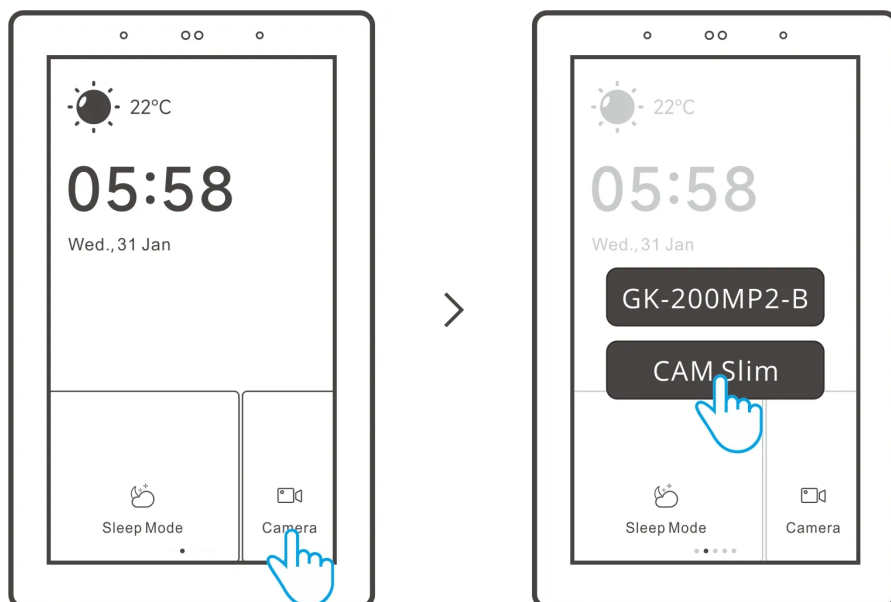 22°C
05:58
Wed., 31 Jan
Sleep Mode
Camera
22°C
05:58
Wed., 31 Jan
GK-200MP2-B
CAM Slim
Sleep Mode
Camera